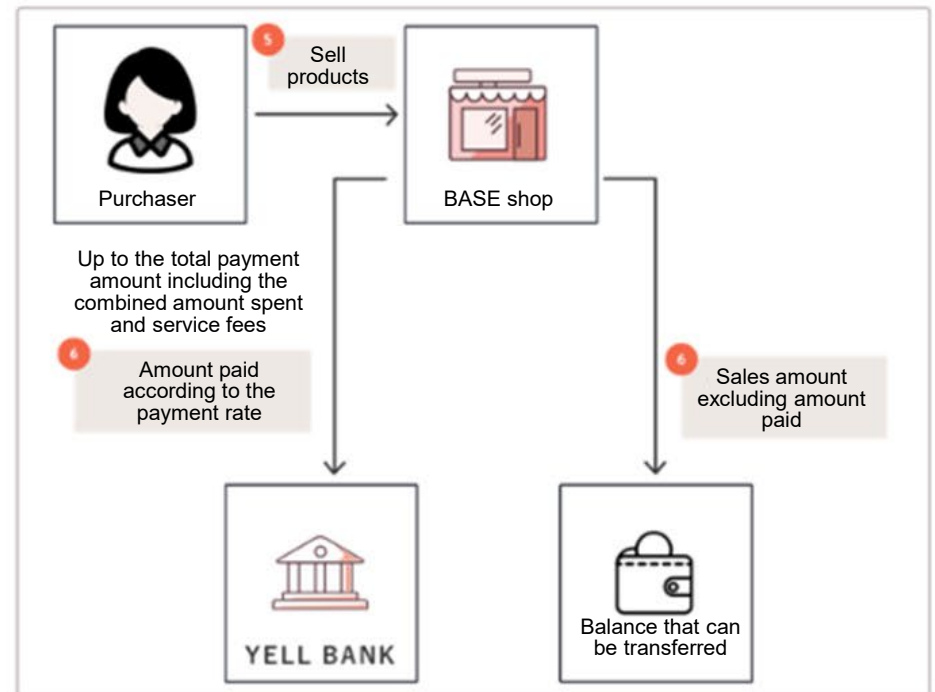 5
Sell
products
Purchaser
BASE shop
Up to the total payment
amount including the
combined amount spent
and service fees
6
Amount paid
according to the
payment rate
6
Sales amount
excluding amount
paid
YELL BANK
Balance that can
be transferred